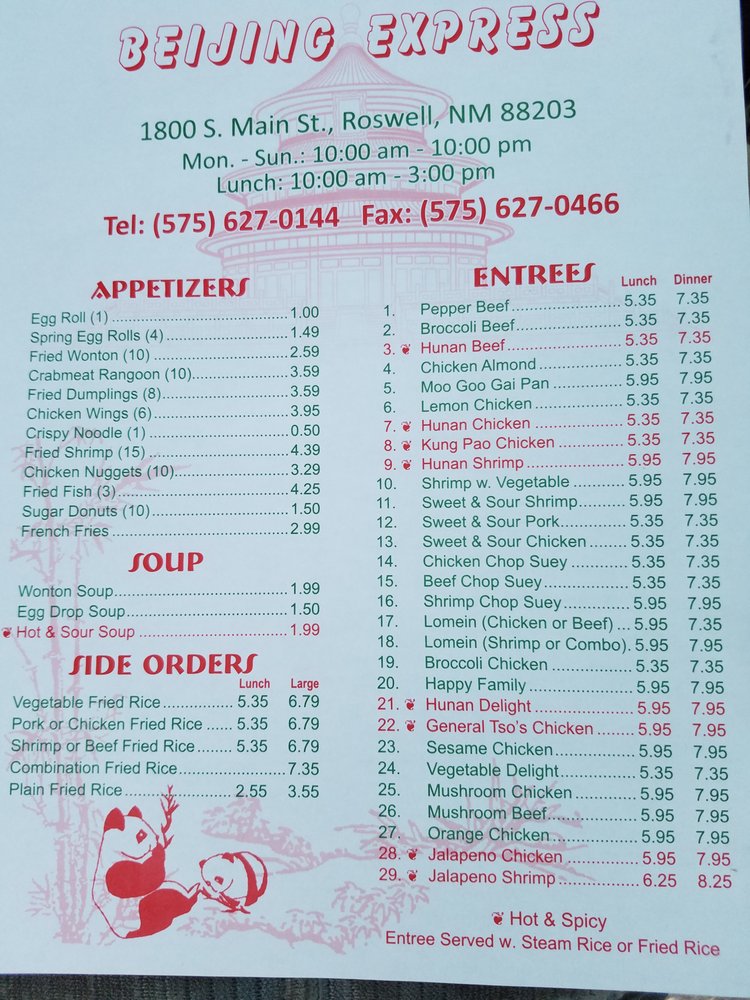 BEIJING EXPRESS
1800 S. Main St., Roswell, NM 88203
Mon. - Sun.: 10:00 am - 10:00 pm
Lunch: 10:00 am - 3:00 pm
Tel: (575) 627-0144 Fax: (575) 627-0466
APPETIZERS
Egg Roll (1) 1.00
Spring Egg Rolls (4) 1.49
Fried Wonton (10) 2.59
Crabmeat Rangoon (10) 3.59
Fried Dumplings (8) 3.59
Chicken Wings (6) 3.95
Crispy Noodle (1) 0.50
Fried Shrimp (15) 4.39
Chicken Nuggets (10) 3.29
Fried Fish (3) 4.25
Sugar Donuts (10) 1.50
French Fries 2.99
SOUP
Wonton Soup 1.99
Egg Drop Soup 1.50
Hot & Sour Soup 1.99
SIDE ORDERS
Lunch Large
Vegetable Fried Rice 5.35 6.79
Pork or Chicken Fried Rice 5.35 6.79
Shrimp or Beef Fried Rice 5.35 6.79
Combination Fried Rice 7.35
Plain Fried Rice 2.55 3.55
ENTREES Lunch Dinner
1. Pepper Beef 5.35 7.35
2. Broccoli Beef 5.35 7.35
3. Hunan Beef 5.35 7.35
4. Chicken Almond 5.35 7.35
5. Moo Goo Gai Pan 5.95 7.95
6. Lemon Chicken 5.35 7.35
7. Hunan Chicken 5.35 7.35
8. Kung Pao Chicken 5.35 7.35
9. Hunan Shrimp 5.95 7.95
10. Shrimp w. Vegetable 5.95 7.95
11. Sweet & Sour Shrimp 5.95 7.95
12. Sweet & Sour Pork 5.35 7.35
13. Sweet & Sour Chicken 5.35 7.35
14. Chicken Chop Suey 5.35 7.35
15. Beef Chop Suey 5.35 7.35
16. Shrimp Chop Suey 5.95 7.95
17. Lomein (Chicken or Beef) 5.95 7.95
18. Lomein (Shrimp or Combo). 5.95 7.95
19. Broccoli Chicken 5.35 7.35
20. Happy Family 5.95 7.95
21. Hunan Delight 5.95 7.95
22. General Tso's Chicken 5.95 7.95
23. Sesame Chicken 5.95 7.95
24. Vegetable Delight 5.35 7.35
25. Mushroom Chicken 5.95 7.95
26. Mushroom Beef 5.95 7.95
27. Orange Chicken 5.95 7.95
28. Jalapeno Chicken 5.95 7.95
29. Jalapeno Shrimp 6.25 8.25
Hot & Spicy
Entree Served w. Steam Rice or Fried Rice